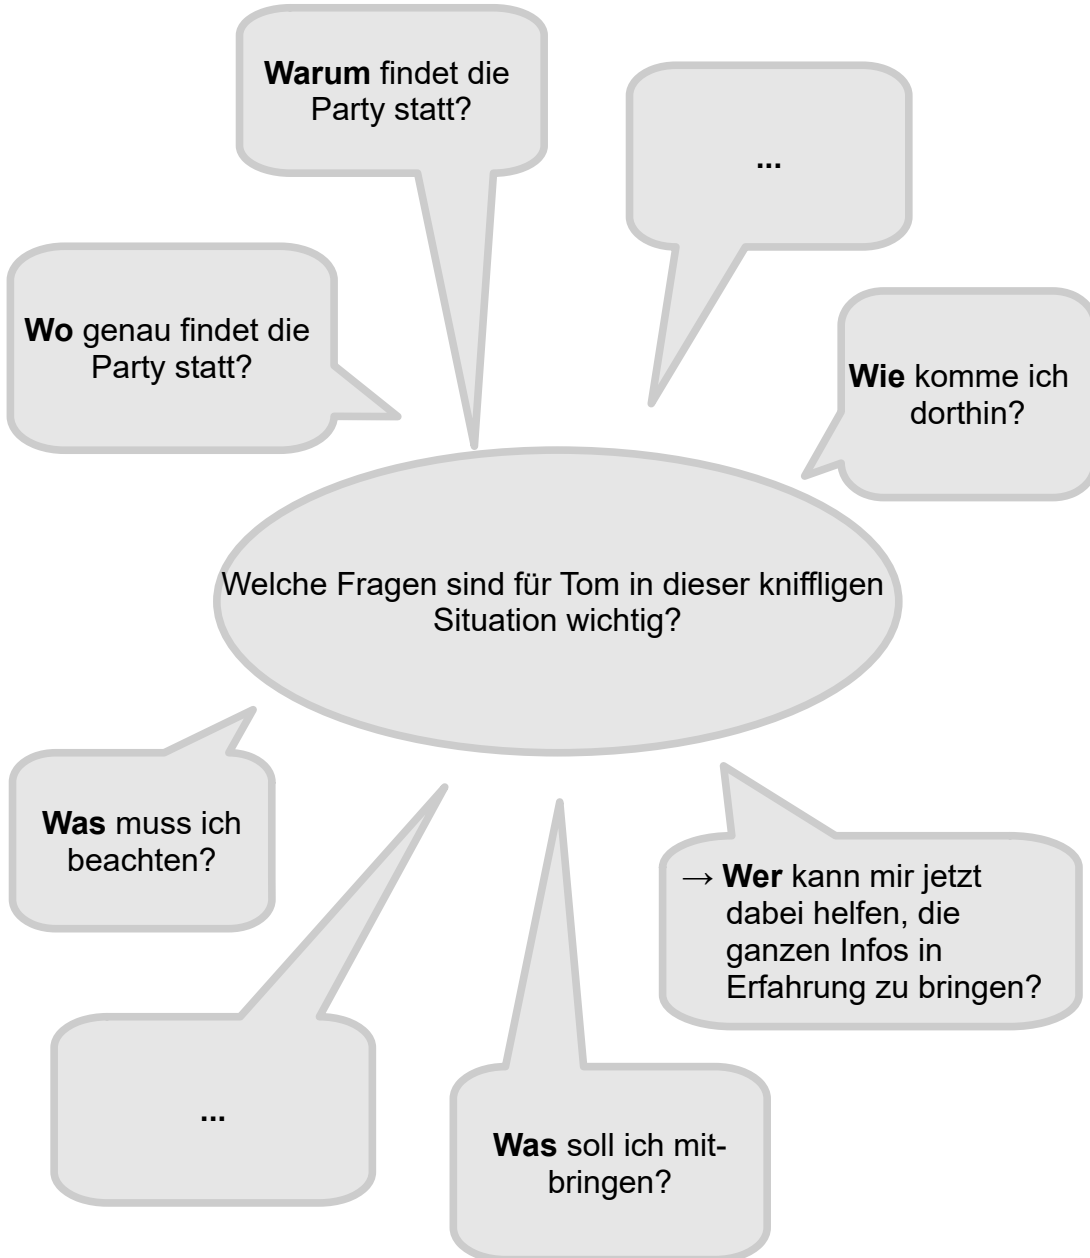 Warum findet die
Party statt?
...
Wo genau findet die
Party statt?
Wie komme ich
dorthin?
Welche Fragen sind für Tom in dieser kniffligen
Situation wichtig?
Was muss ich
beachten?
→ Wer kann mir jetzt
dabei helfen, die
ganzen Infos in
Erfahrung zu bringen?
...
Was soll ich mit-
bringen?